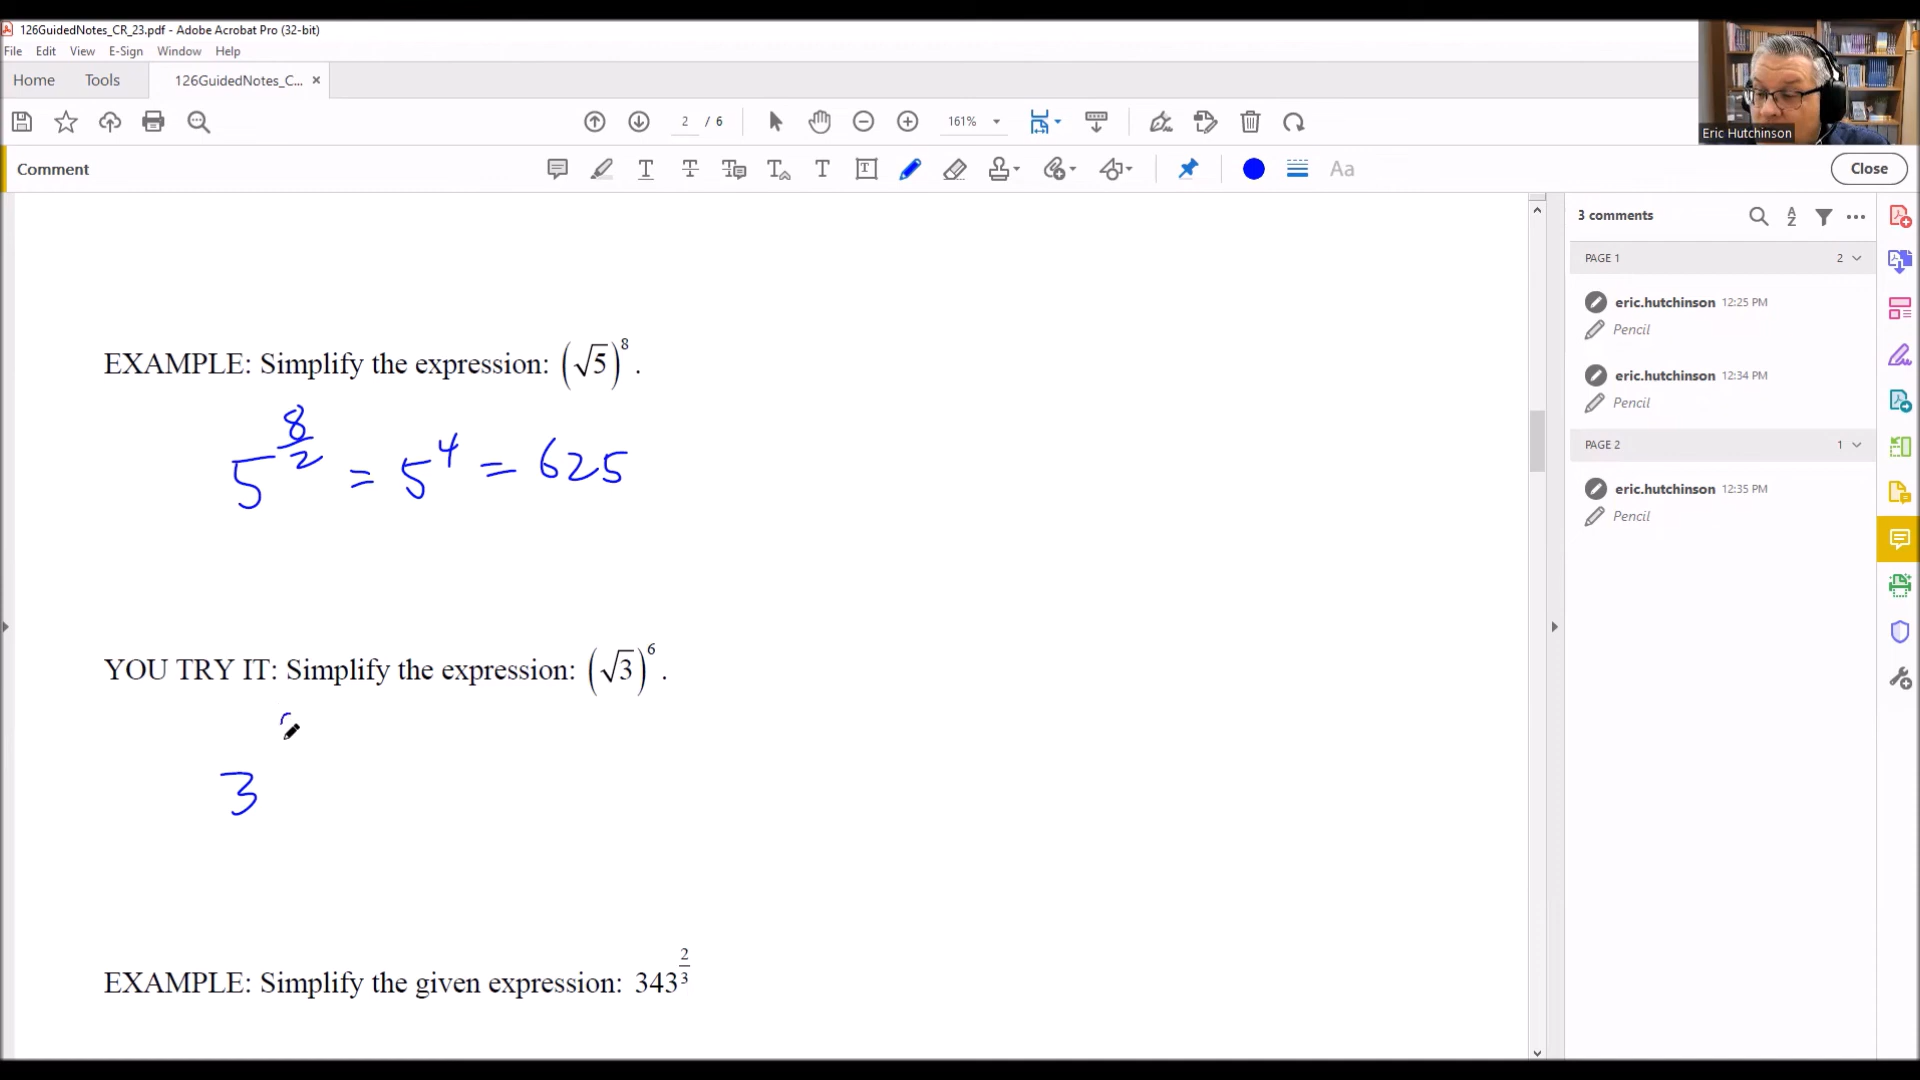 126GuidedNotes_CR_23.pdf - Adobe Acrobat Pro (32-bit)
File Edit View E-Sign Window Help
Home Tools 126GuidedNotes_C... ×
2 / 6 161%
Eric Hutchinson
Comment Aa Close
3 comments
PAGE 1 2
eric.hutchinson 12:25 PM
Pencil
eric.hutchinson 12:34 PM
Pencil
PAGE 2 1
eric.hutchinson 12:35 PM
Pencil
EXAMPLE: Simplify the expression: (√5)^8.
5^(8/2) = 5^4 = 625
YOU TRY IT: Simplify the expression: (√3)^6.
3
EXAMPLE: Simplify the given expression: 343^(2/3)